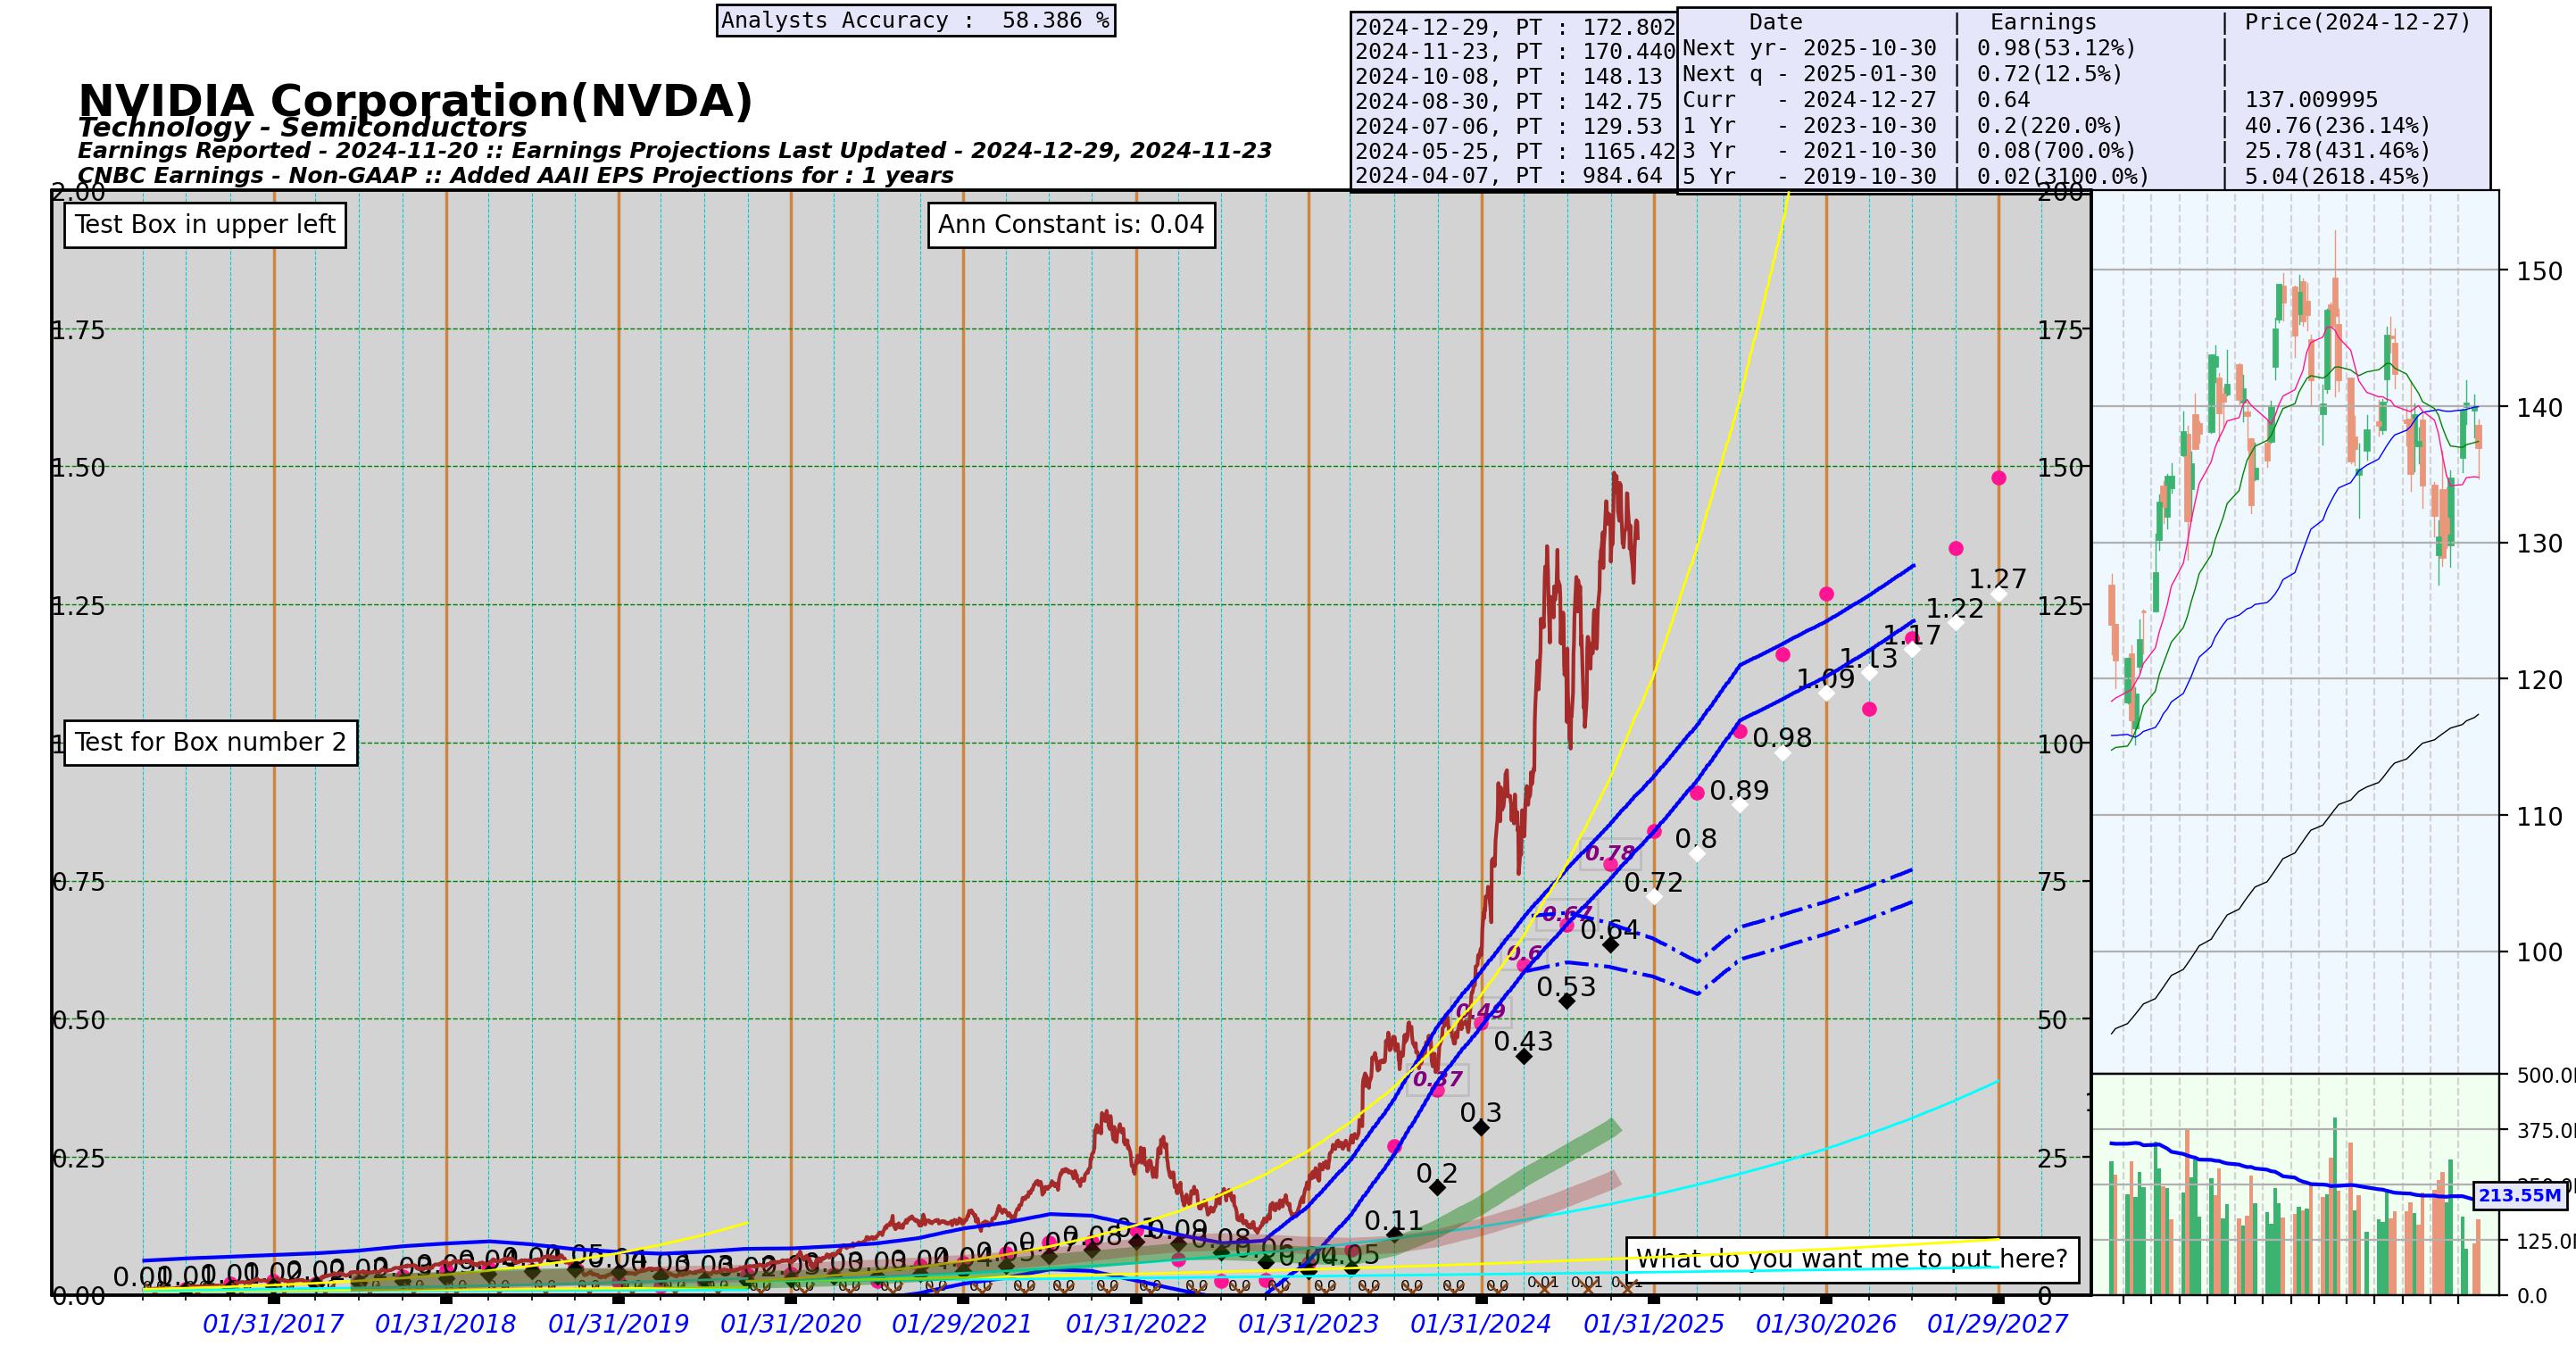 Analysts Accuracy :  58.386 %
2024-12-29, PT : 172.802
2024-11-23, PT : 170.440
2024-10-08, PT : 148.13
2024-08-30, PT : 142.75
2024-07-06, PT : 129.53
2024-05-25, PT : 1165.42
2024-04-07, PT : 984.64
Date | Earnings | Price(2024-12-27)
Next yr- 2025-10-30 | 0.98(53.12%) |
Next q - 2025-01-30 | 0.72(12.5%) |
Curr - 2024-12-27 | 0.64 | 137.009995
1 Yr - 2023-10-30 | 0.2(220.0%) | 40.76(236.14%)
3 Yr - 2021-10-30 | 0.08(700.0%) | 25.78(431.46%)
5 Yr - 2019-10-30 | 0.02(3100.0%) | 5.04(2618.45%)
NVIDIA Corporation(NVDA)
Technology - Semiconductors
Earnings Reported - 2024-11-20 :: Earnings Projections Last Updated - 2024-12-29, 2024-11-23
CNBC Earnings - Non-GAAP :: Added AAII EPS Projections for : 1 years
2.00
200
Test Box in upper left
Ann Constant is: 0.04
150
1.75
175
140
1.50
150
130
1.27
1.25
125
1.22
1.17
1.13
120
1.09
Test for Box number 2
0.98
100
110
0.89
0.8
0.78
0.75
0.72
75
0.67
0.64
0.6
100
0.53
0.49
0.50
50
0.43
0.37
500.0
0.3
375.0
0.25
0.2
25
213.55M
0.11
125.0
What do you want me to put here?
0.01 0.01
0.00
0
0.0
01/31/2017 01/31/2018 01/31/2019 01/31/2020 01/29/2021 01/31/2022 01/31/2023 01/31/2024 01/31/2025 01/30/2026 01/29/2027